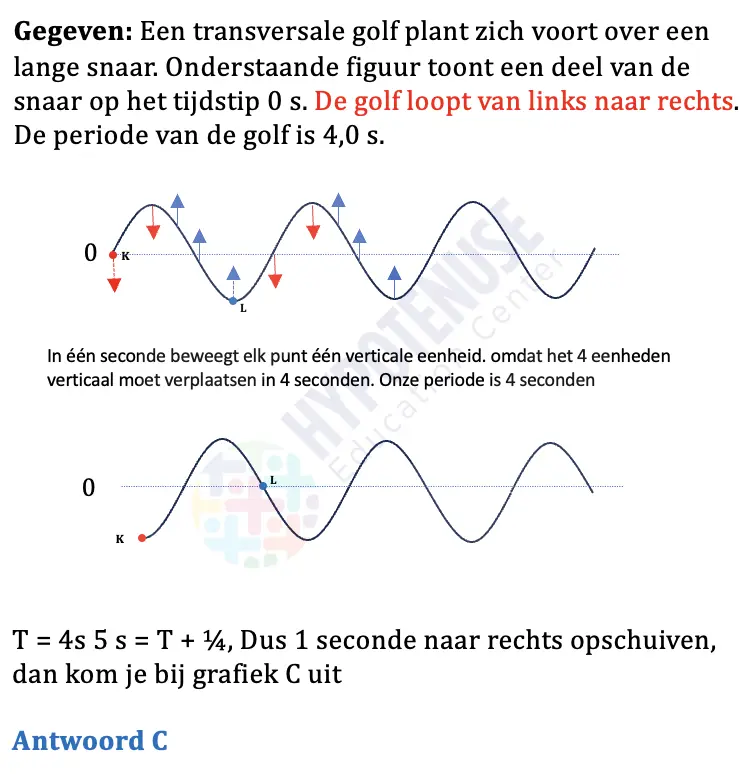 Gegeven: Een transversale golf plant zich voort over een
lange snaar. Onderstaande figuur toont een deel van de
snaar op het tijdstip 0 s. De golf loopt van links naar rechts.
De periode van de golf is 4,0 s.
0
K
L
In één seconde beweegt elk punt één verticale eenheid. omdat het 4 eenheden
verticaal moet verplaatsen in 4 seconden. Onze periode is 4 seconden
HYPOTENUSE
Education Center
0
L
K
T = 4s 5 s = T + ¼, Dus 1 seconde naar rechts opschuiven,
dan kom je bij grafiek C uit
Antwoord C